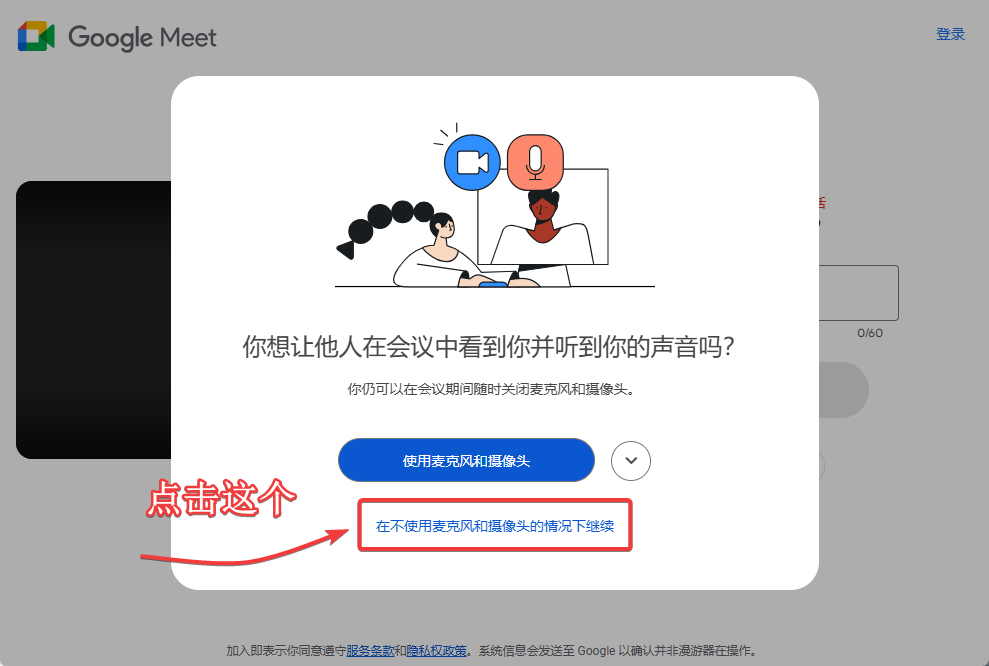 Google Meet
登录
活
你想让他人在会议中看到你并听到你的声音吗？
你仍可以在会议期间随时关闭麦克风和摄像头。
0/60
使用麦克风和摄像头
点击这个
在不使用麦克风和摄像头的情况下继续
加入即表示你同意遵守服务条款和隐私权政策。系统信息会发送至 Google 以确认并非漫游器在操作。